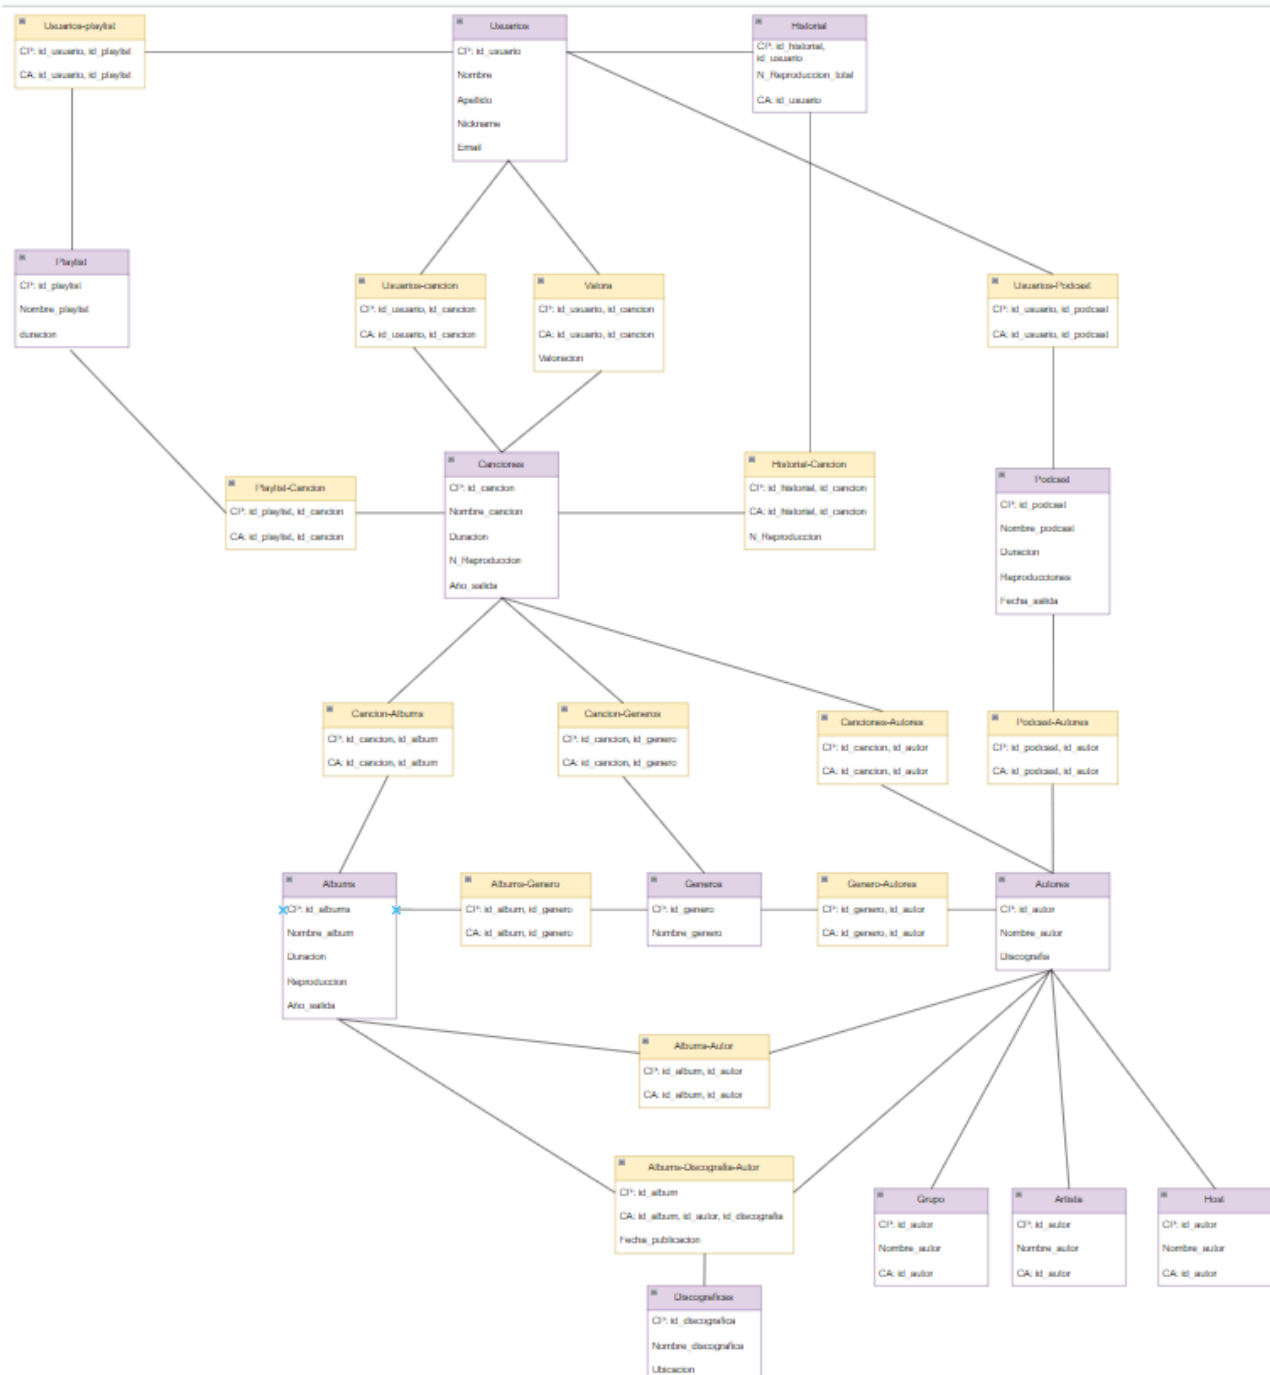 Usuarios-playlist
CP: id_usuario, id_playlist
CA: id_usuario, id_playlist
Usuarios
CP: id_usuario
Nombre
Apellido
Nickname
Email
Historial
CP: id_historial,
id_usuario
N_Reproduccion_total
CA: id_usuario
Playlist
CP: id_playlist
Nombre_playlist
duracion
Usuarios-cancion
CP: id_usuario, id_cancion
CA: id_usuario, id_cancion
Valora
CP: id_usuario, id_cancion
CA: id_usuario, id_cancion
Valoracion
Usuarios-Podcast
CP: id_usuario, id_podcast
CA: id_usuario, id_podcast
Playlist-Cancion
CP: id_playlist, id_cancion
CA: id_playlist, id_cancion
Canciones
CP: id_cancion
Nombre_cancion
Duracion
N_Reproduccion
Año_salida
Historial-Cancion
CP: id_historial, id_cancion
CA: id_historial, id_cancion
N_Reproduccion
Podcast
CP: id_podcast
Nombre_podcast
Duracion
Reproducciones
Fecha_salida
Cancion-Albums
CP: id_cancion, id_album
CA: id_cancion, id_album
Cancion-Generos
CP: id_cancion, id_genero
CA: id_cancion, id_genero
Canciones-Autores
CP: id_cancion, id_autor
CA: id_cancion, id_autor
Podcast-Autores
CP: id_podcast, id_autor
CA: id_podcast, id_autor
Albums
CP: id_albums
Nombre_album
Duracion
Reproduccion
Año_salida
Albums-Genero
CP: id_album, id_genero
CA: id_album, id_genero
Generos
CP: id_genero
Nombre_genero
Genero-Autores
CP: id_genero, id_autor
CA: id_genero, id_autor
Autores
CP: id_autor
Nombre_autor
Discografia
Albums-Autor
CP: id_album, id_autor
CA: id_album, id_autor
Albums-Discografia-Autor
CP: id_album
CA: id_album, id_autor, id_discografia
Fecha_publicacion
Grupo
CP: id_autor
Nombre_autor
CA: id_autor
Artista
CP: id_autor
Nombre_autor
CA: id_autor
Host
CP: id_autor
Nombre_autor
CA: id_autor
Discograficas
CP: id_discografica
Nombre_discografica
Ubicacion